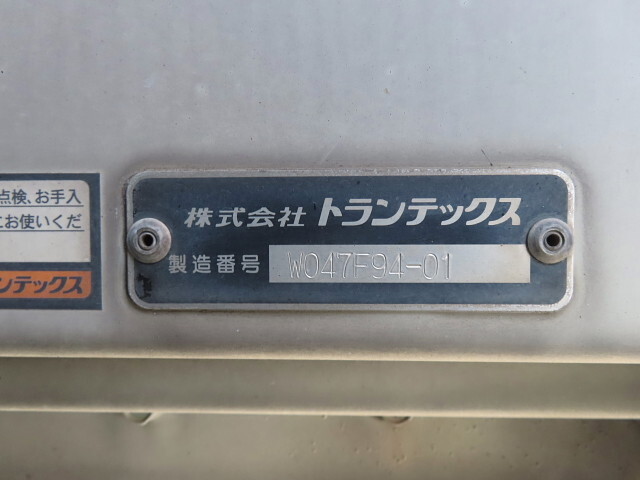 点検、お手入
にお使いくだ
ンテックス
株式会社 トランテックス
製造番号 W047F94-01